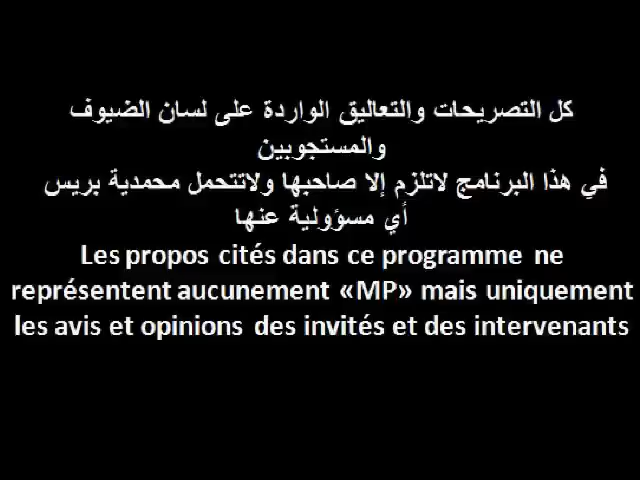 كل التصريحات والتعاليق الواردة على لسان الضيوف
والمستجوبين
في هذا البرنامج لاتلزم إلا صاحبها ولاتتحمل محمدية بريس
أي مسؤولية عنها
Les propos cités dans ce programme ne
représentent aucunement «MP» mais uniquement
les avis et opinions des invités et des intervenants